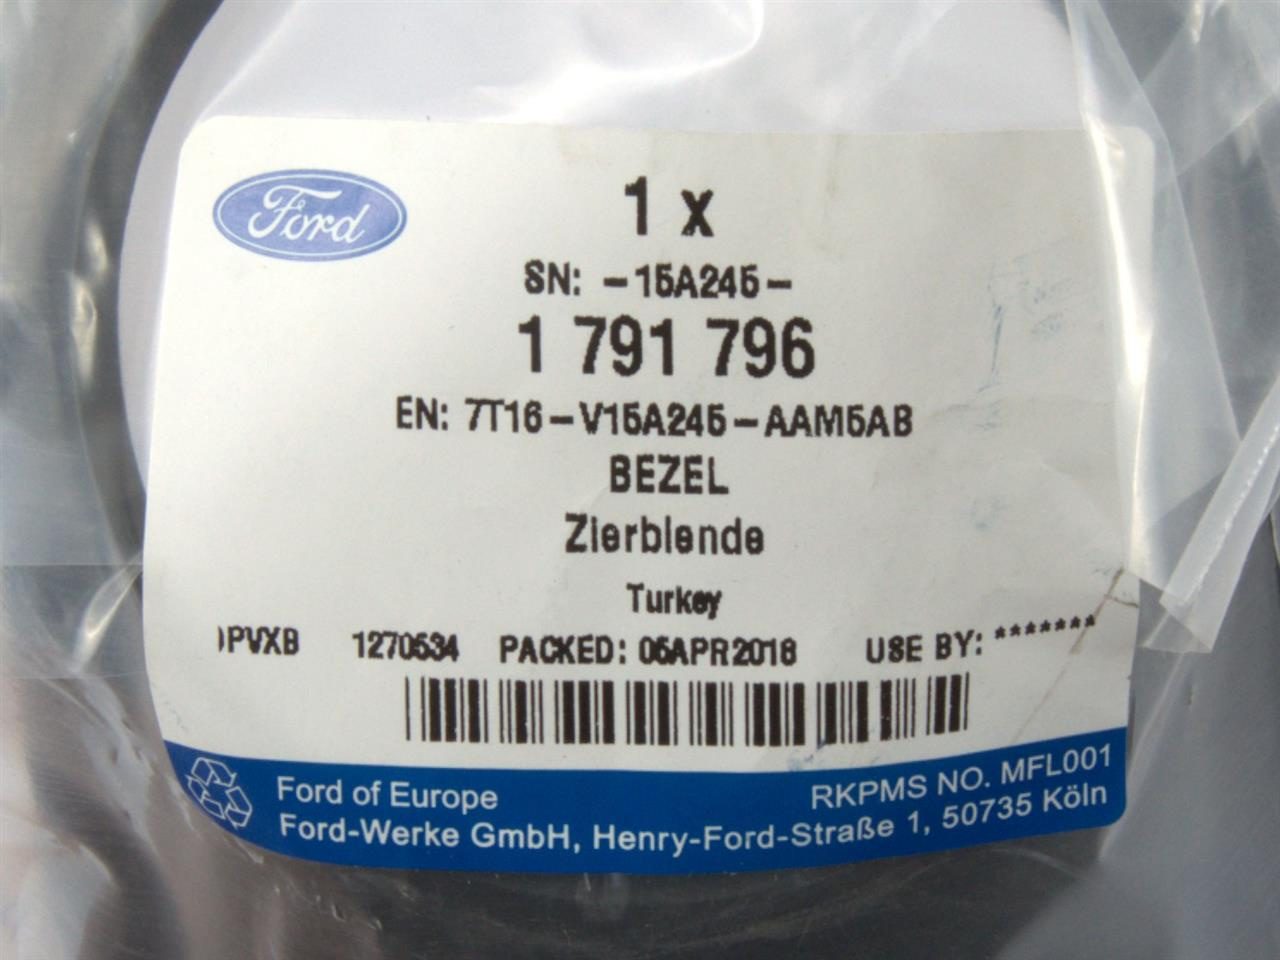 Ford
1 x
SN: -15A245-
1 791 796
EN: 7T16-V15A245-AAM5AB
BEZEL
Zierblende
Turkey
PVXB 1270534 PACKED: 05APR2016 USE BY: *******
Ford of Europe RKPMS NO. MFL001
Ford-Werke GmbH, Henry-Ford-Straße 1, 50735 Köln